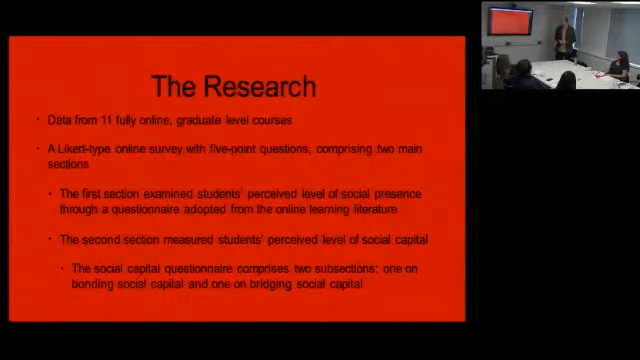 The Research
Data from 11 fully online, graduate level courses
A Likert-type online survey with five-point questions, comprising two main
sections
The first section examined students' perceived level of social presence
through a questionnaire adopted from the online learning literature
The second section measured students' perceived level of social capital
The social capital questionnaire comprises two subsections; one on
bonding social capital and one on bridging social capital